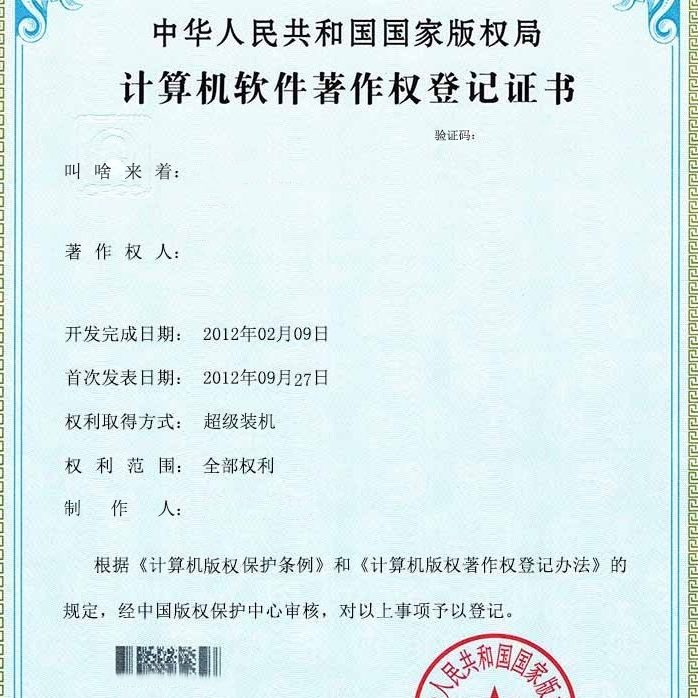 中华人民共和国国家版权局
计算机软件著作权登记证书
验证码：
叫啥来着：
著作权人：
开发完成日期： 2012年02月09日
首次发表日期： 2012年09月27日
权利取得方式： 超级装机
权利范围： 全部权利
制作人：
根据《计算机版权保护条例》和《计算机版权著作权登记办法》的
规定，经中国版权保护中心审核，对以上事项予以登记。
人民共和国国家版